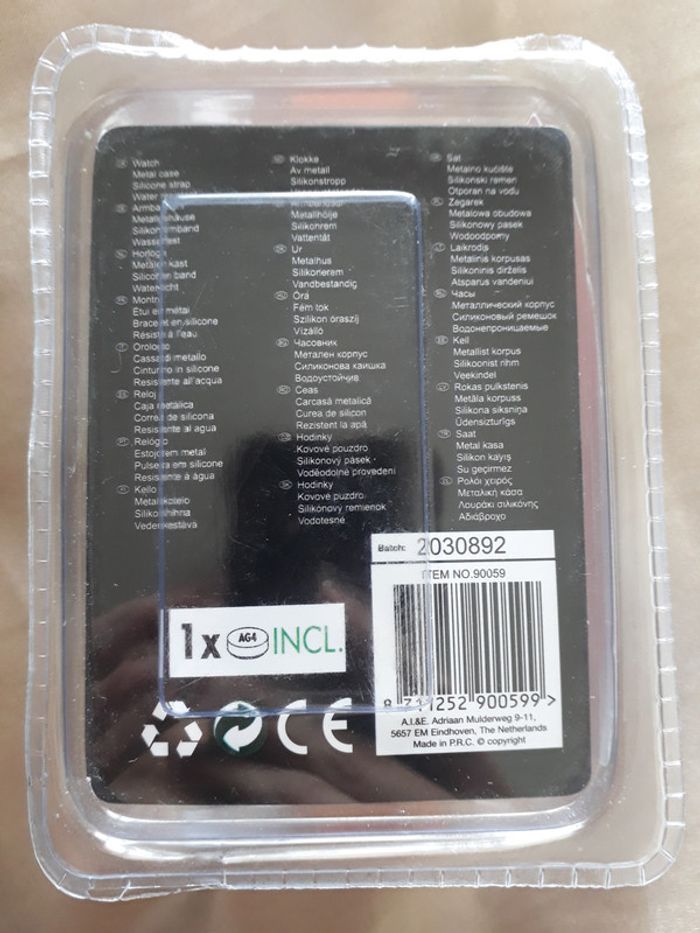 Watch
Metal case
Silicone strap
Water
Armba
Metallgehäuse
Silikonarmband
Wasserfest
Horloge
Metalen kast
Siliconen band
Waterdicht
Montre
Étui en métal
Bracelet en silicone
Résiste à l'eau
Orologio
Cassa di metallo
Cinturino in silicone
Resistente all'acqua
Reloj
Caja metálica
Correa de silicona
Resistente al agua
Relógio
Estojo em metal
Pulseira em silicone
Resistente à água
Kello
Metallikotelo
Silikonihihna
Vedenkestävä
Klokke
Av metall
Silikonstropp
Metallhölje
Silikonrem
Vattentät
Ur
Metalhus
Silikonerem
Vandbestandig
Óra
Fém tok
Szilikon óraszíj
Vízálló
Часовник
Метален корпус
Силиконова каишка
Водоустойчив
Ceas
Carcasă metalică
Curea de silicon
Rezistent la apă
Hodinky
Kovové pouzdro
Silikonový pásek
Voděodolné provedení
Hodinky
Kovové puzdro
Silikónový remienok
Vodotesné
Sat
Metalno kućište
Silikonski remen
Otporan na vodu
Zegarek
Metalowa obudowa
Silikonowy pasek
Wodoodporny
Laikrodis
Metalinis korpusas
Silikoninis dirželis
Atsparus vandeniui
Часы
Металлический корпус
Силиконовый ремешок
Водонепроницаемые
Kell
Metallist korpus
Silikoonist rihm
Veekindel
Rokas pulkstenis
Metāla korpuss
Silikona siksniņa
Ūdensizturīgs
Saat
Metal kasa
Silikon kayış
Su geçirmez
Ρολόι χειρός
Μεταλική κάσα
Λουράκι σιλικόνης
Αδιάβροχο
Batch: 2030892
ITEM NO.90059
8 711252 900599 >
A.I.&E. Adriaan Mulderweg 9-11,
5657 EM Eindhoven, The Netherlands
Made in P.R.C. © copyright
1x AG4 INCL.
CE